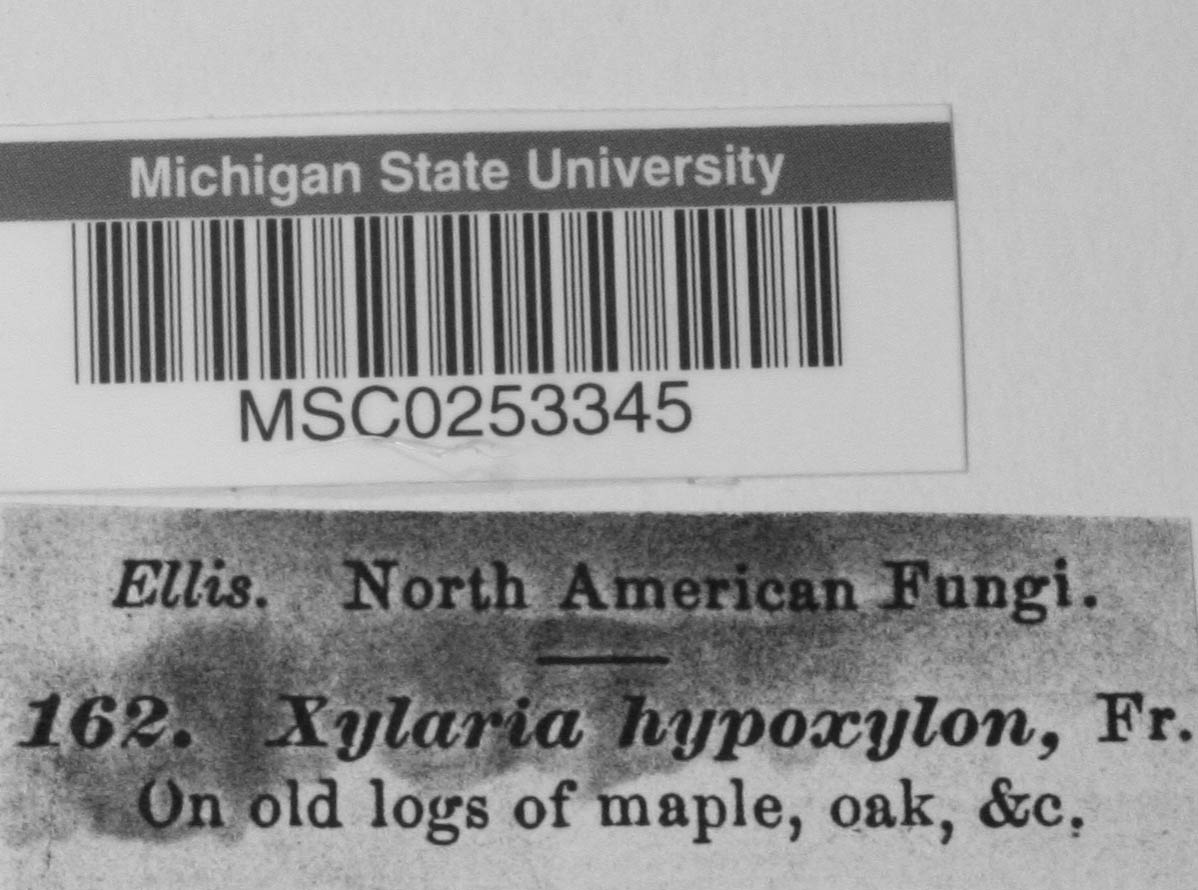 Michigan State University
MSC0253345
Ellis. North American Fungi.
162. Xylaria hypoxylon, Fr.
On old logs of maple, oak, &c.